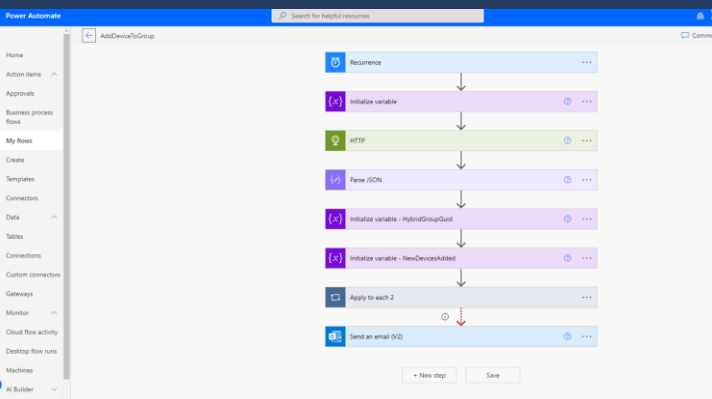 Power Automate
Search for helpful resources
AddDeviceToGroup
Comme
Home
Action items
Approvals
Business process
flows
My flows
Create
Templates
Connectors
Data
Tables
Connections
Custom connectors
Gateways
Monitor
Cloud flow activity
Desktop flow runs
Machines
AI Builder
Recurrence
{x} Initialize variable
HTTP
Parse JSON
{x} Initialize variable - HybridGroupGuid
{x} Initialize variable - NewDevicesAdded
Apply to each 2
Send an email (V2)
+ New step
Save